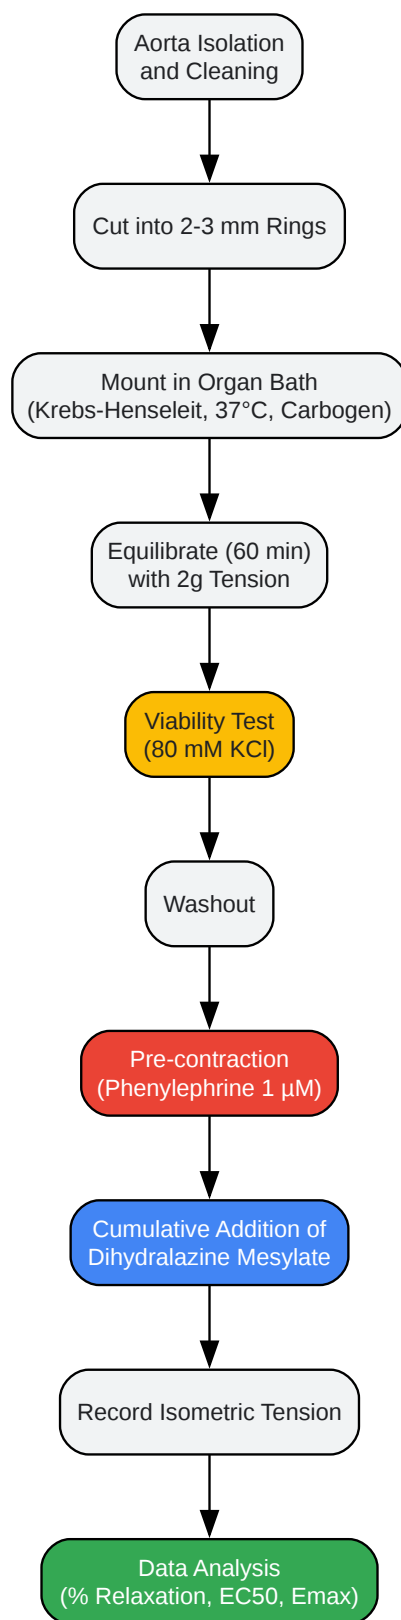 Aorta Isolation
and Cleaning
Cut into 2-3 mm Rings
Mount in Organ Bath
(Krebs-Henseleit, 37°C, Carbogen)
Equilibrate (60 min)
with 2g Tension
Viability Test
(80 mM KCl)
Washout
Pre-contraction
(Phenylephrine 1 µM)
Cumulative Addition of
Dihydralazine Mesylate
Record Isometric Tension
Data Analysis
(% Relaxation, EC50, Emax)